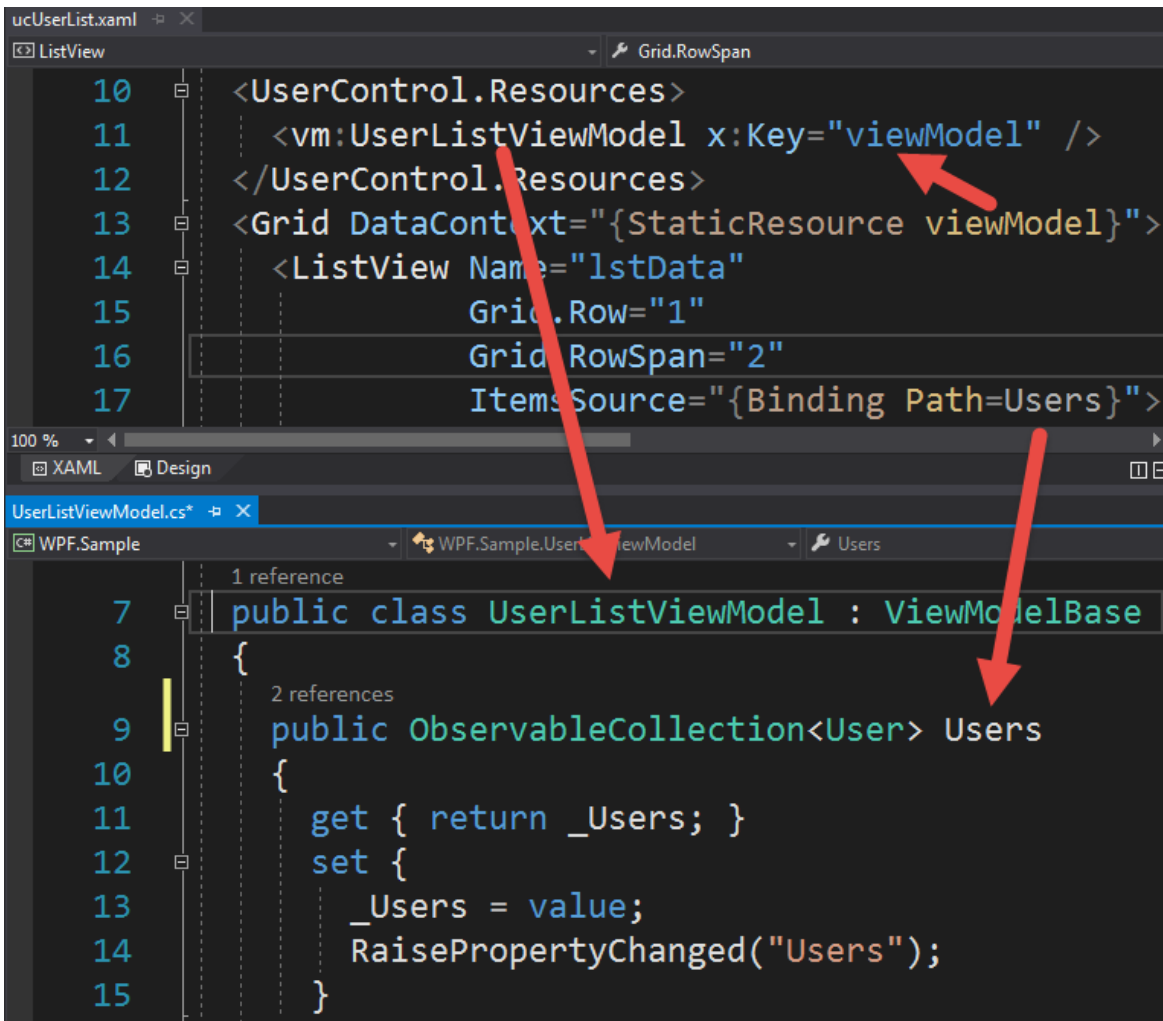 ucUserList.xaml
ListView Grid.RowSpan
10 <UserControl.Resources>
11 <vm:UserListViewModel x:Key="viewModel" />
12 </UserControl.Resources>
13 <Grid DataContext="{StaticResource viewModel}">
14 <ListView Name="lstData"
15 Grid.Row="1"
16 Grid.RowSpan="2"
17 ItemsSource="{Binding Path=Users}">
100 %
XAML Design
UserListViewModel.cs*
C# WPF.Sample WPF.Sample.UserListViewModel Users
1 reference
7 public class UserListViewModel : ViewModelBase
8 {
2 references
9 public ObservableCollection<User> Users
10 {
11 get { return _Users; }
12 set {
13 _Users = value;
14 RaisePropertyChanged("Users");
15 }